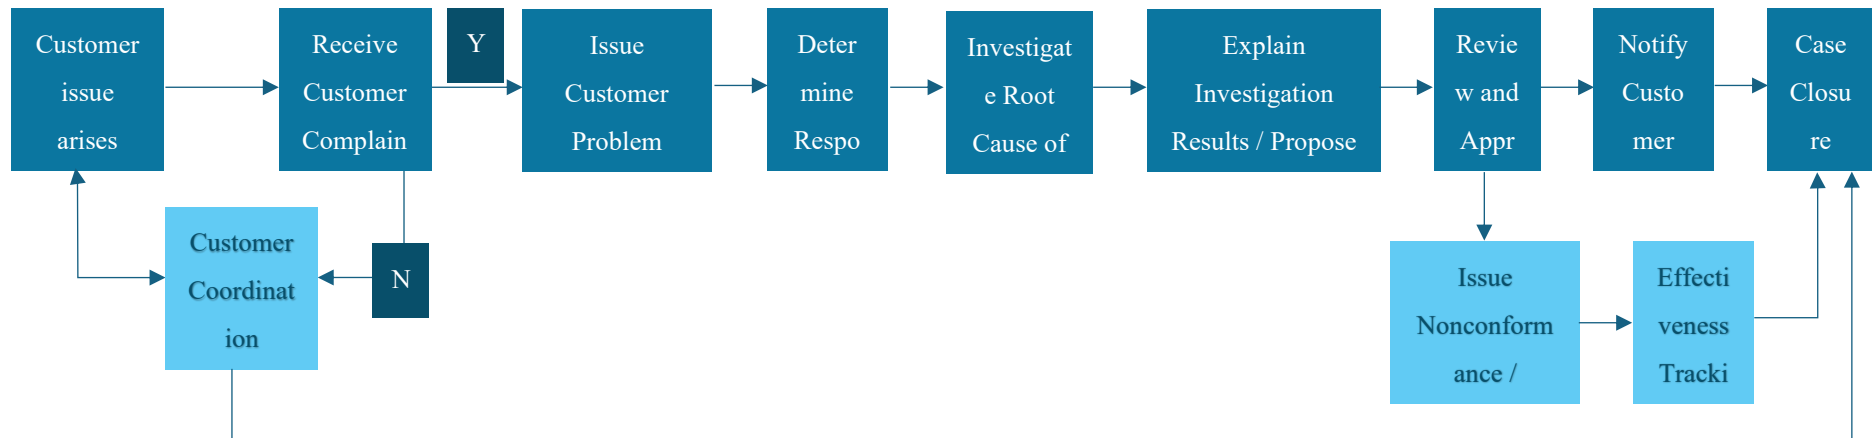 Customer
issue
arises
Receive
Customer
Complain
Y
Issue
Customer
Problem
Deter
mine
Respo
Investigat
e Root
Cause of
Explain
Investigation
Results / Propose
Revie
w and
Appr
Notify
Custo
mer
Case
Closu
re
Customer
Coordinat
ion
N
Issue
Nonconform
ance /
Effecti
veness
Tracki